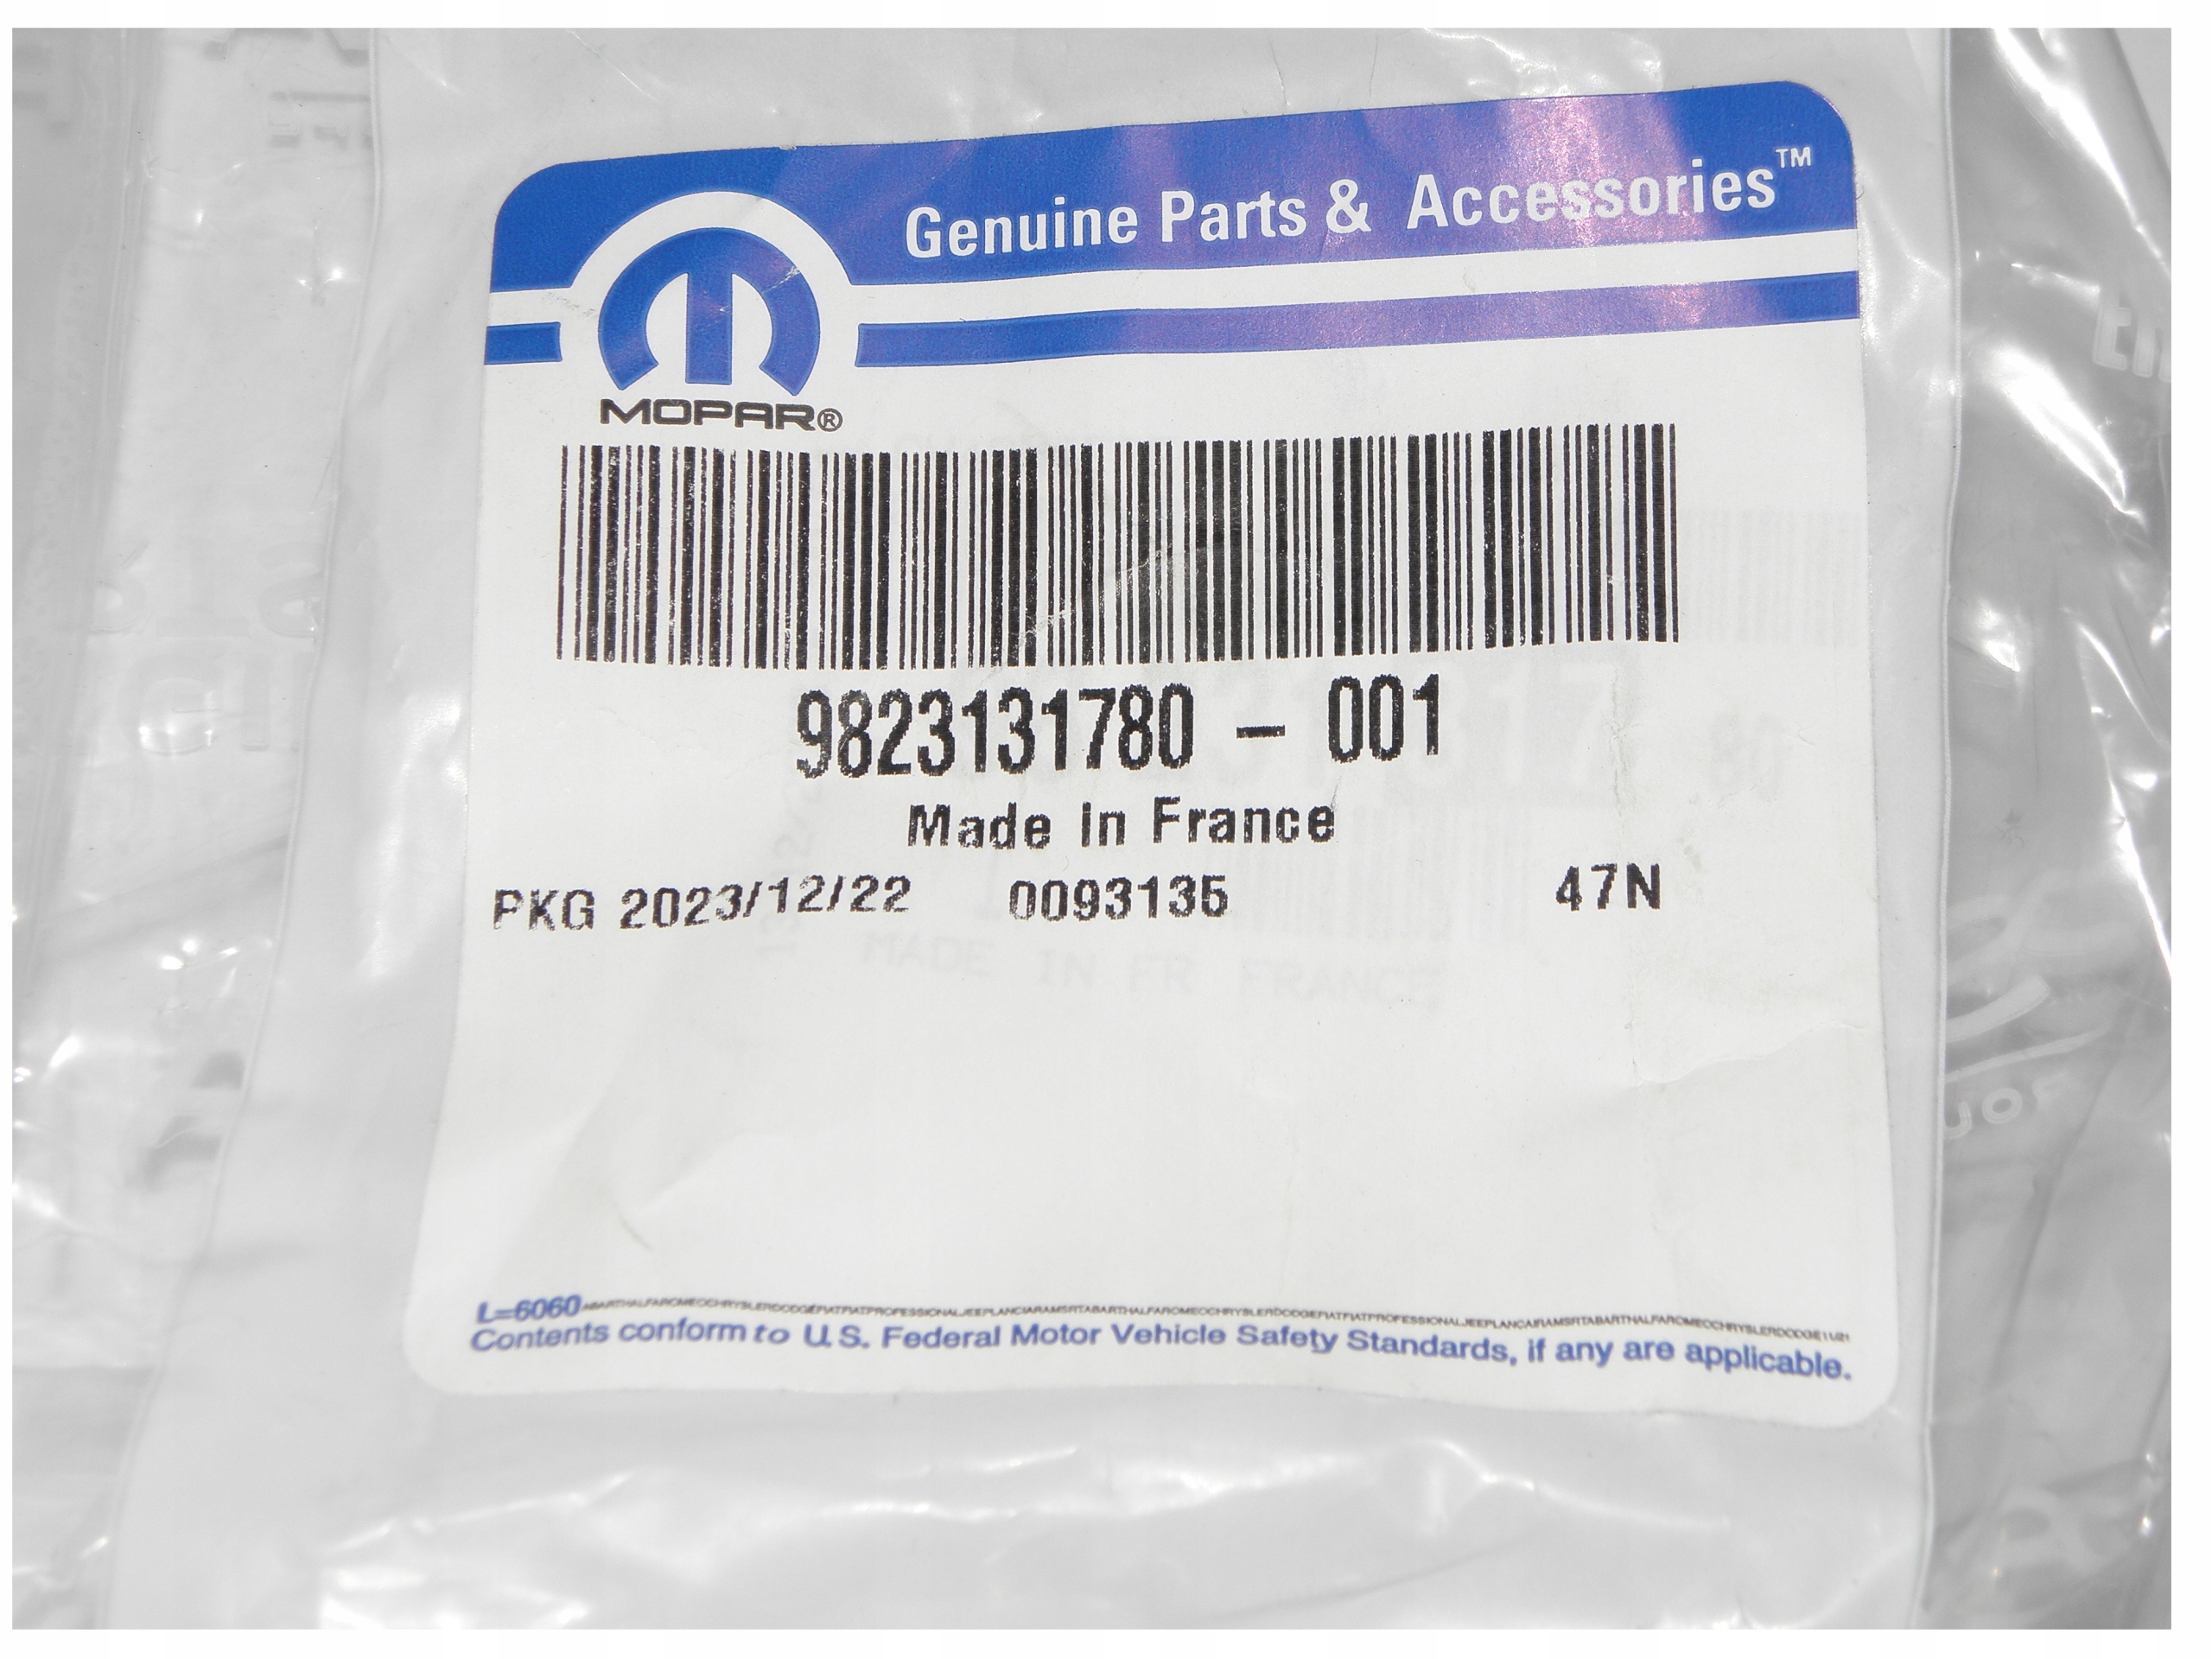 Genuine Parts & Accessories™
MOPAR®
9823131780 - 001
Made In France
PKG 2023/12/22 0093135 47N
MADE IN FR FRANCE
L=6060
Contents conform to U.S. Federal Motor Vehicle Safety Standards, if any are applicable.